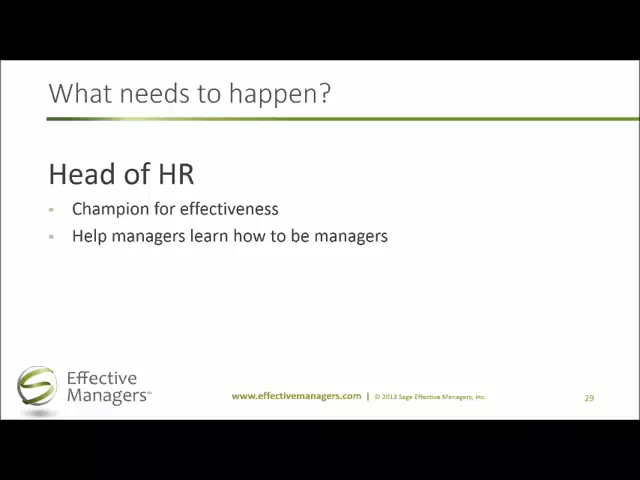 What needs to happen?
Head of HR
- Champion for effectiveness
- Help managers learn how to be managers
Effective
Managers℠
www.effectivemanagers.com | © 2013 Sage Effective Managers, Inc.
29